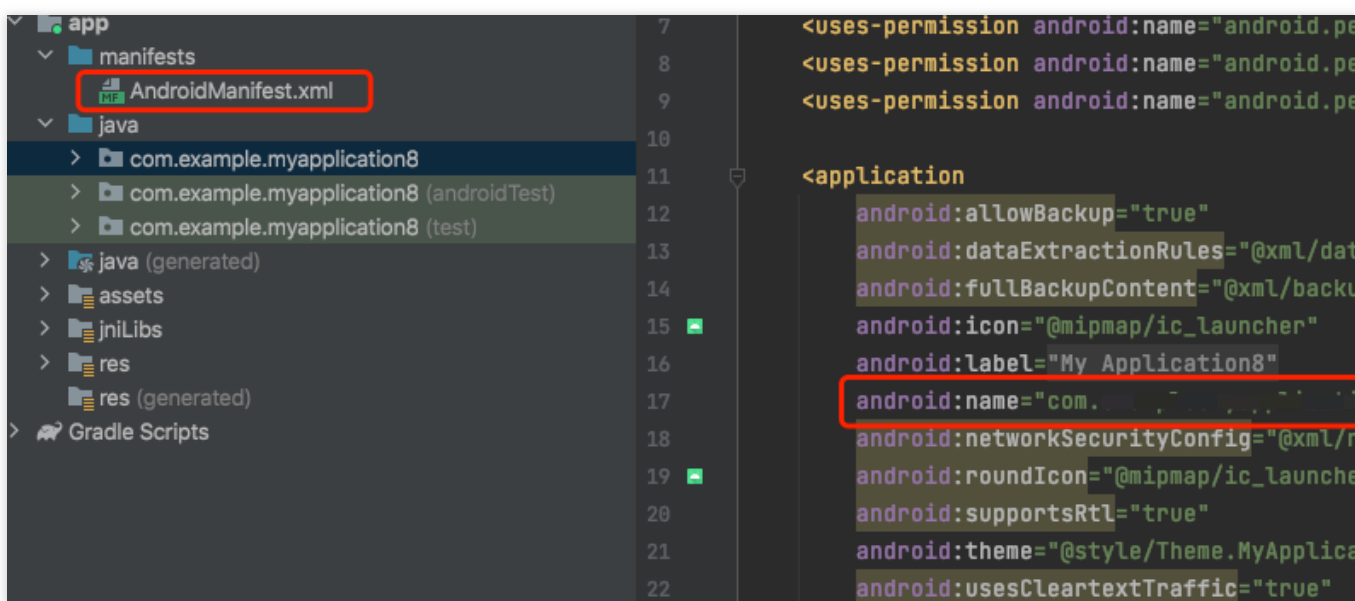 app
manifests
MF AndroidManifest.xml
java
com.example.myapplication8
com.example.myapplication8 (androidTest)
com.example.myapplication8 (test)
java (generated)
assets
jniLibs
res
res (generated)
Gradle Scripts
7 <uses-permission android:name="android.pe
8 <uses-permission android:name="android.pe
9 <uses-permission android:name="android.pe
10
11 <application
12 android:allowBackup="true"
13 android:dataExtractionRules="@xml/dat
14 android:fullBackupContent="@xml/backu
15 android:icon="@mipmap/ic_launcher"
16 android:label="My Application8"
17 android:name="com.
18 android:networkSecurityConfig="@xml/n
19 android:roundIcon="@mipmap/ic_launche
20 android:supportsRtl="true"
21 android:theme="@style/Theme.MyApplica
22 android:usesCleartextTraffic="true"